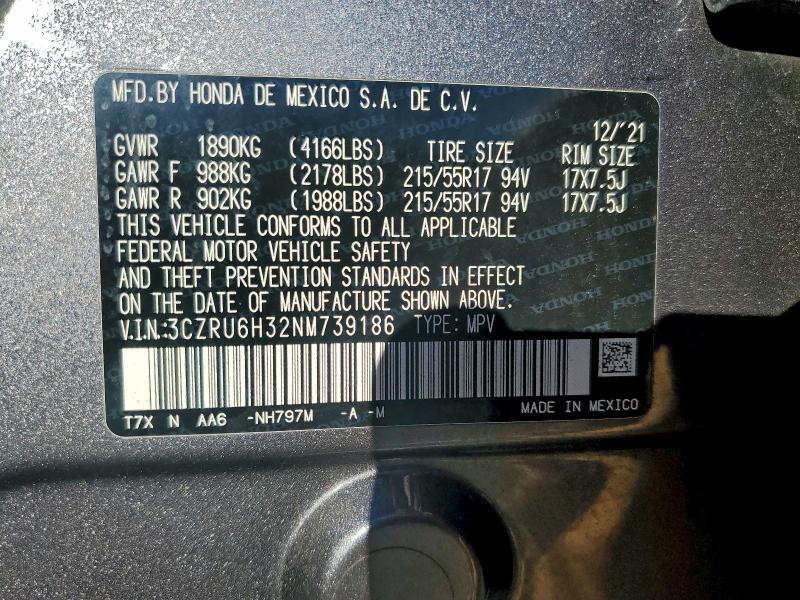 MFD.BY HONDA DE MEXICO S.A. DE C.V.
12/'21
GVWR 1890KG (4166LBS) TIRE SIZE RIM SIZE
GAWR F 988KG (2178LBS) 215/55R17 94V 17X7.5J
GAWR R 902KG (1988LBS) 215/55R17 94V 17X7.5J
THIS VEHICLE CONFORMS TO ALL APPLICABLE
FEDERAL MOTOR VEHICLE SAFETY
AND THEFT PREVENTION STANDARDS IN EFFECT
ON THE DATE OF MANUFACTURE SHOWN ABOVE.
V.I.N.:3CZRU6H32NM739186 TYPE: MPV
T7X N AA6 -NH797M -A -M MADE IN MEXICO